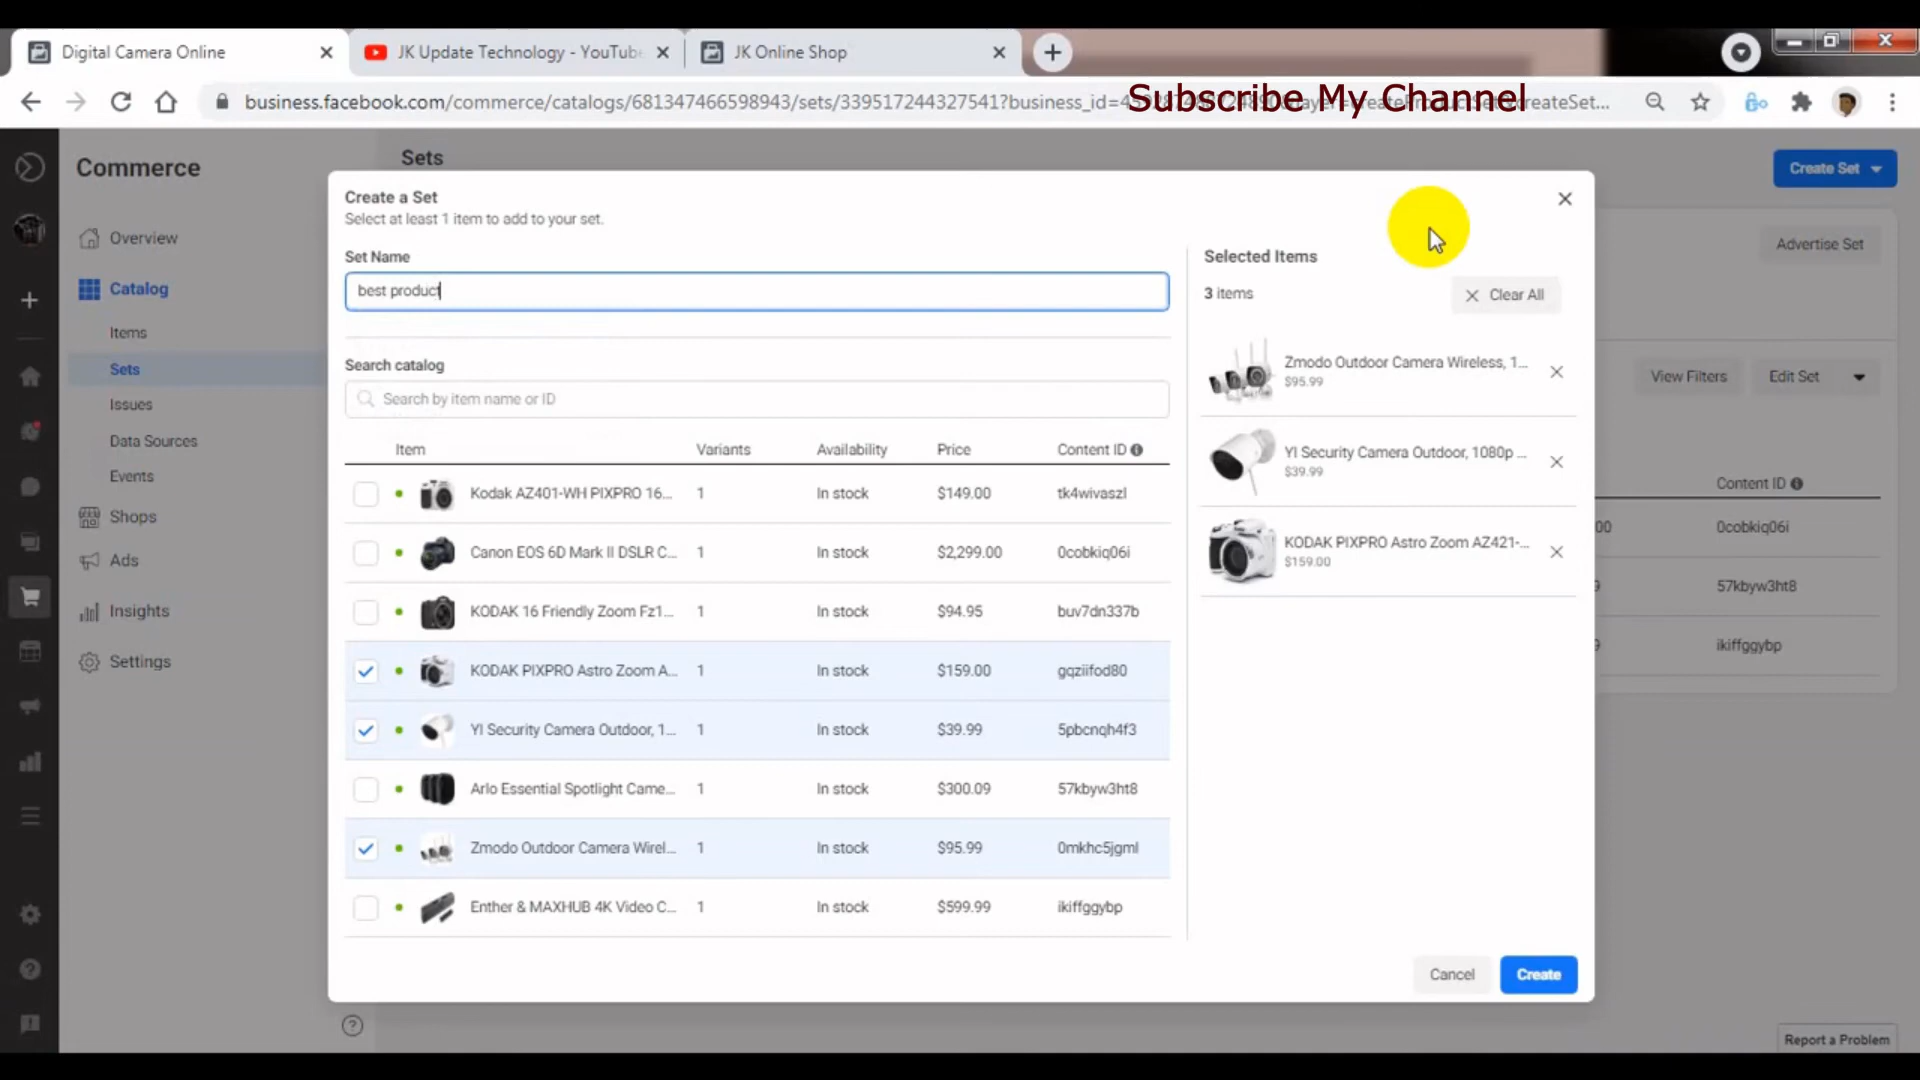 Digital Camera Online
JK Update Technology - YouTub
JK Online Shop
business.facebook.com/commerce/catalogs/681347466598943/sets/339517244327541?business_id=
Subscribe My Channel
Commerce
Overview
Catalog
Items
Sets
Issues
Data Sources
Events
Shops
Ads
Insights
Settings
Sets
Create Set
Advertise Set
View Filters
Edit Set
Content ID
0cobkiq06i
57kbyw3ht8
ikiffggybp
Report a Problem
Create a Set
Select at least 1 item to add to your set.
Set Name
best product
Search catalog
Search by item name or ID
Item Variants Availability Price Content ID
Kodak AZ401-WH PIXPRO 16... 1 In stock $149.00 tk4wivaszl
Canon EOS 6D Mark II DSLR C... 1 In stock $2,299.00 0cobkiq06i
KODAK 16 Friendly Zoom Fz1... 1 In stock $94.95 buv7dn337b
KODAK PIXPRO Astro Zoom A... 1 In stock $159.00 gqziifod80
YI Security Camera Outdoor, 1... 1 In stock $39.99 5pbcnqh4f3
Arlo Essential Spotlight Came... 1 In stock $300.09 57kbyw3ht8
Zmodo Outdoor Camera Wirel... 1 In stock $95.99 0mkhc5jgml
Enther & MAXHUB 4K Video C... 1 In stock $599.99 ikiffggybp
Selected Items
3 items
Clear All
Zmodo Outdoor Camera Wireless, 1...
$95.99
YI Security Camera Outdoor, 1080p ...
$39.99
KODAK PIXPRO Astro Zoom AZ421-...
$159.00
Cancel
Create